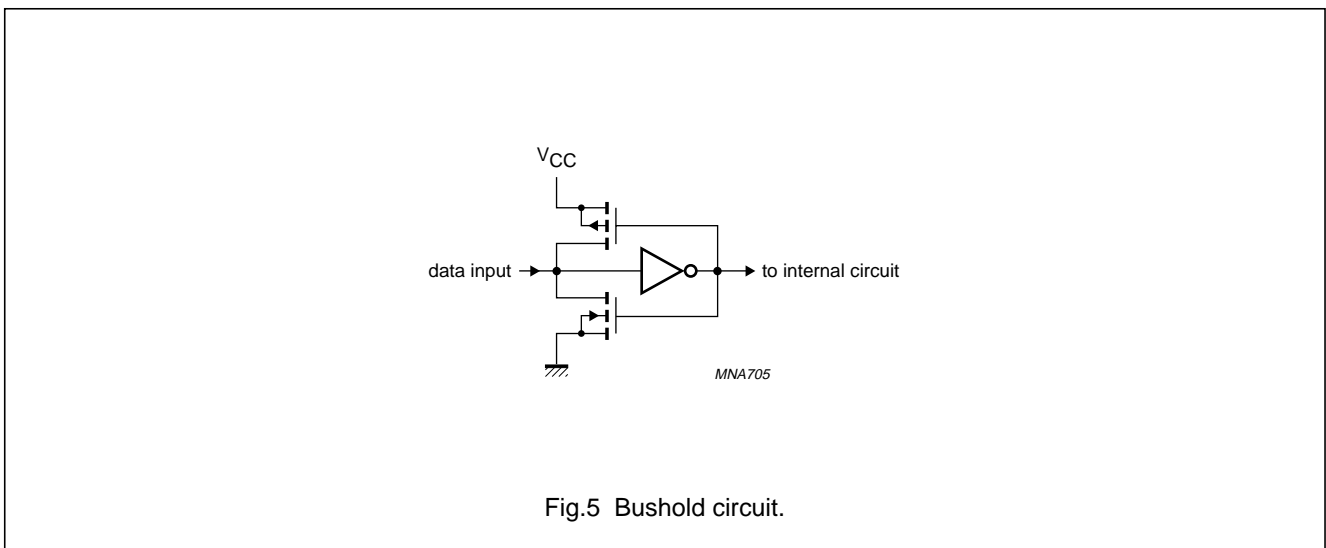 VCC
data input
to internal circuit
MNA705
Fig.5 Bushold circuit.